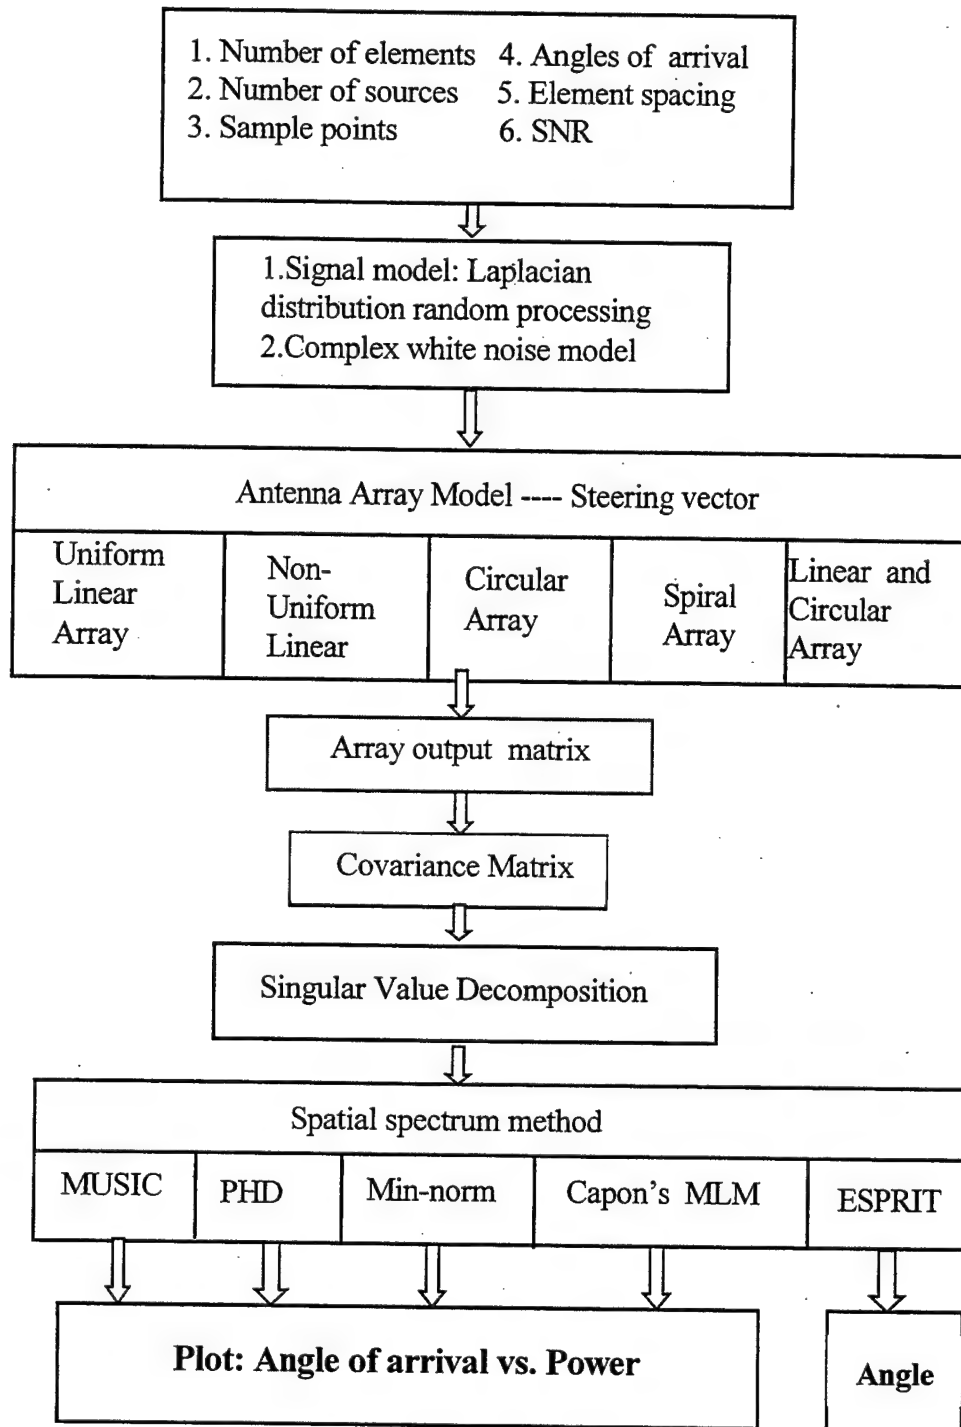 1. Number of elements 4. Angles of arrival
2. Number of sources 5. Element spacing
3. Sample points 6. SNR
1.Signal model: Laplacian
distribution random processing
2.Complex white noise model
Antenna Array Model ---- Steering vector
Uniform
Linear
Array
Non-
Uniform
Linear
Circular
Array
Spiral
Array
Linear and
Circular
Array
Array output matrix
Covariance Matrix
Singular Value Decomposition
Spatial spectrum method
MUSIC PHD Min-norm Capon's MLM ESPRIT
Plot: Angle of arrival vs. Power
Angle